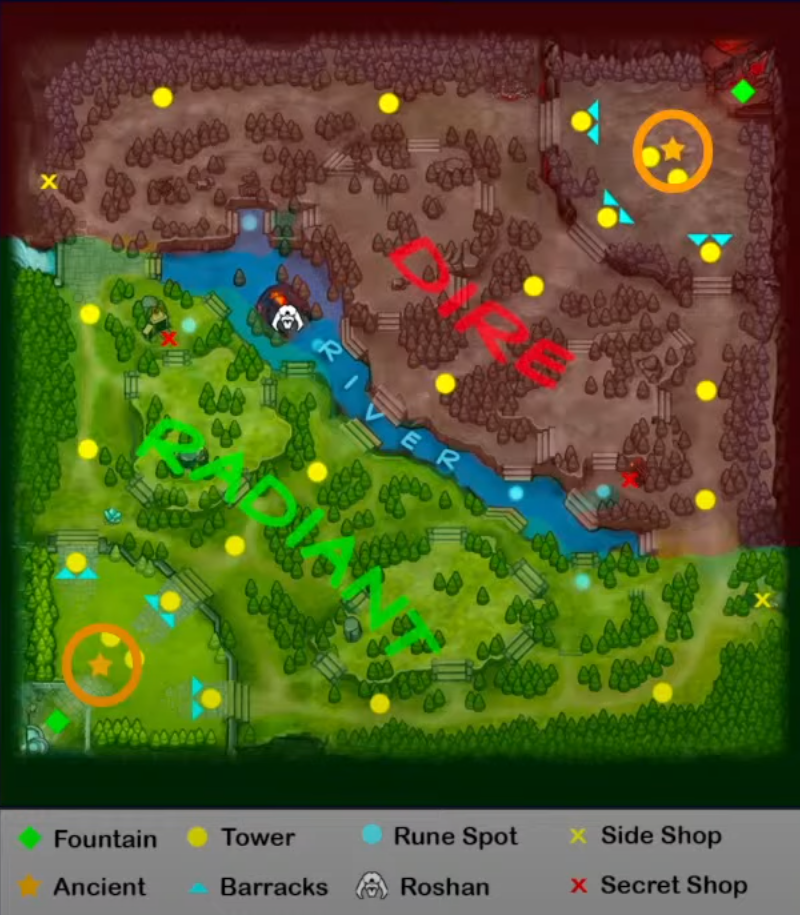 DIRE
RIVER
RADIANT
Fountain
Tower
Rune Spot
Side Shop
Ancient
Barracks
Roshan
Secret Shop